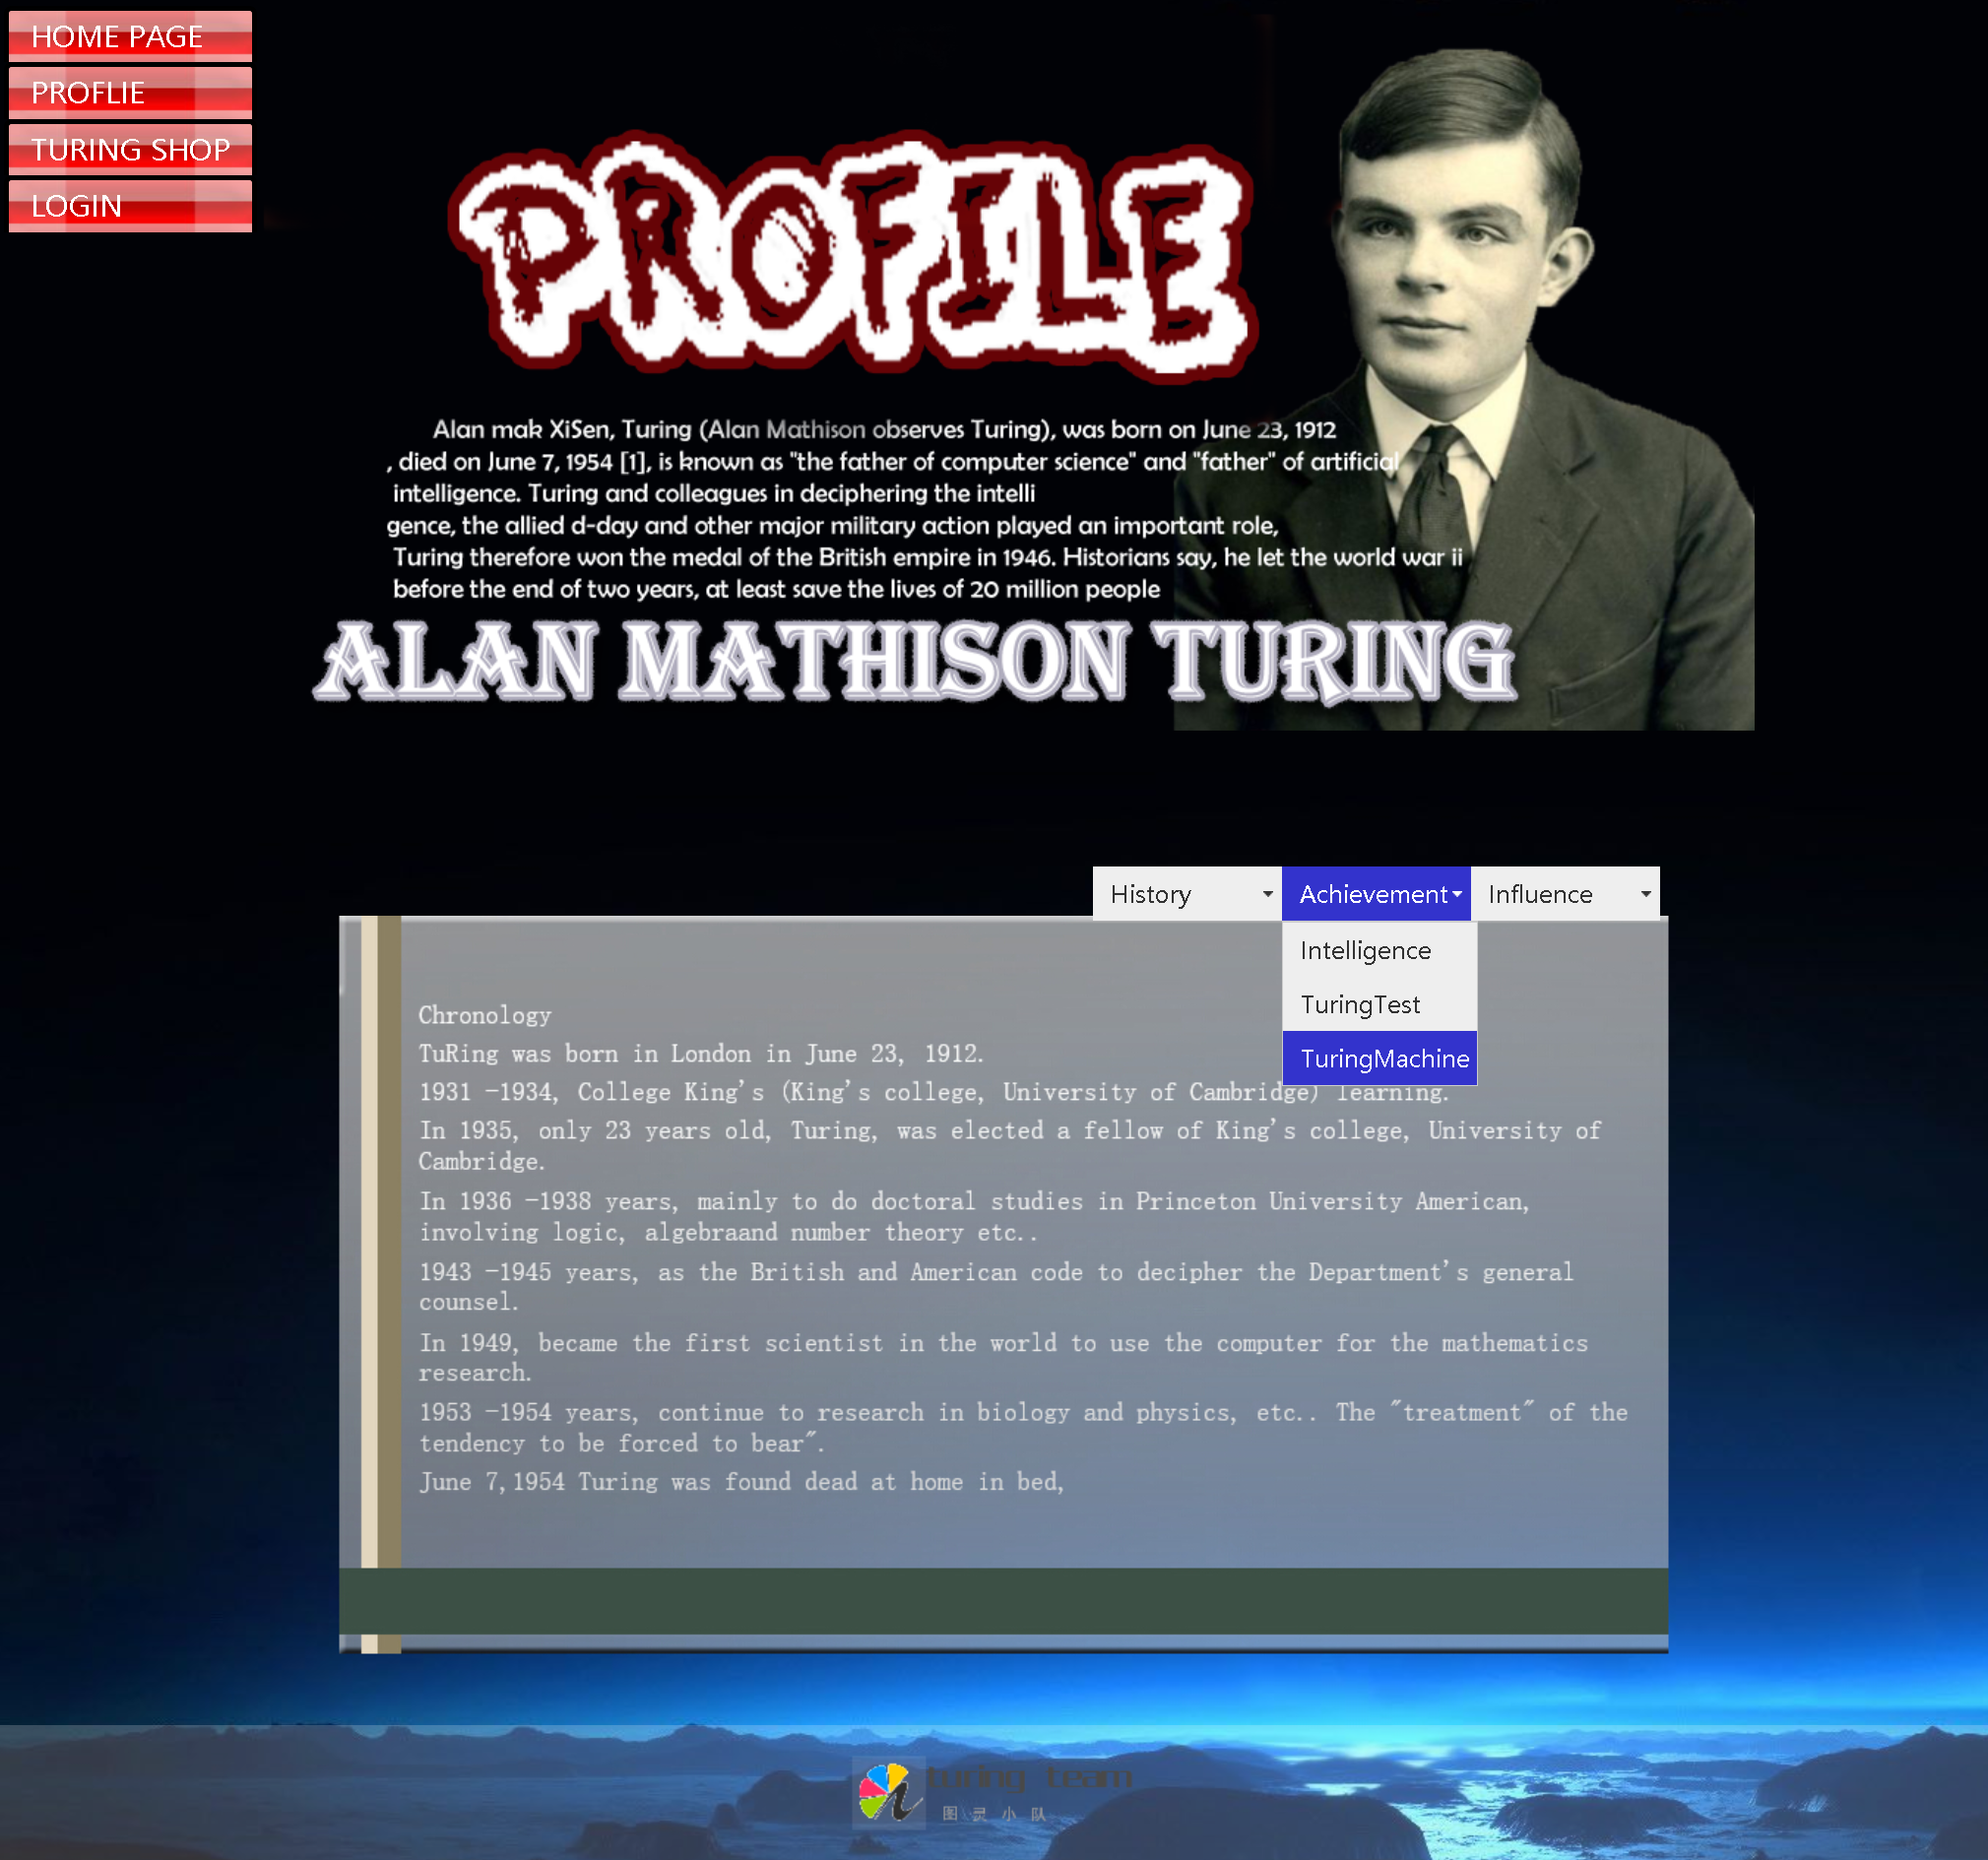 HOME PAGE
PROFLIE
TURING SHOP
LOGIN
PROFILE
Alan mak XiSen, Turing (Alan Mathison observes Turing), was born on June 23, 1912
, died on June 7, 1954 [1], is known as "the father of computer science" and "father" of artificial
intelligence. Turing and colleagues in deciphering the intelli
gence, the allied d-day and other major military action played an important role,
Turing therefore won the medal of the British empire in 1946. Historians say, he let the world war ii
before the end of two years, at least save the lives of 20 million people
ALAN MATHISON TURING
History Achievement Influence
Intelligence
TuringTest
TuringMachine
Chronology
TuRing was born in London in June 23, 1912.
1931 -1934, College King's (King's college, University of Cambridge) learning.
In 1935, only 23 years old, Turing, was elected a fellow of King's college, University of
Cambridge.
In 1936 -1938 years, mainly to do doctoral studies in Princeton University American,
involving logic, algebraand number theory etc..
1943 -1945 years, as the British and American code to decipher the Department's general
counsel.
In 1949, became the first scientist in the world to use the computer for the mathematics
research.
1953 -1954 years, continue to research in biology and physics, etc.. The "treatment" of the
tendency to be forced to bear".
June 7,1954 Turing was found dead at home in bed,
turing team
图灵小队